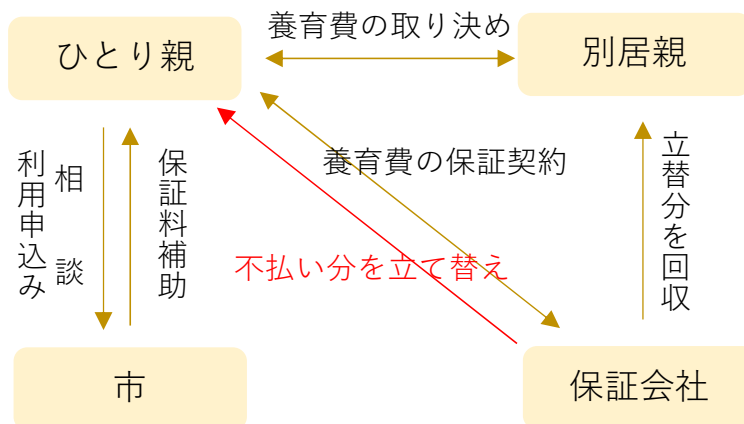 養育費の取り決め
ひとり親
別居親
相談
利用申込み
保証料補助
養育費の保証契約
立替分を回収
不払い分を立て替え
市
保証会社